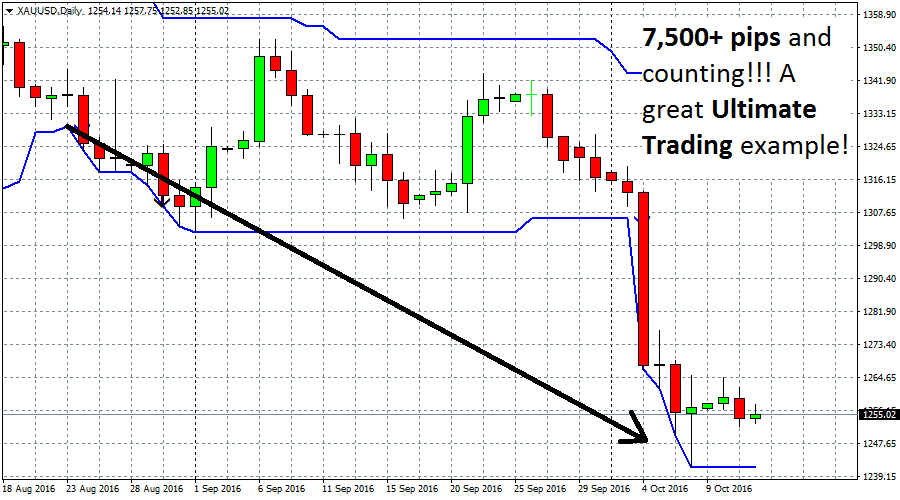 XAUUSD,Daily 1254.14 1257.75 1252.85 1255.02
7,500+ pips and
counting!!! A
great Ultimate
Trading example!
1358.90
1350.40
1341.90
1333.15
1324.65
1316.15
1307.65
1298.90
1290.40
1281.90
1273.40
1264.65
1255.02
1247.65
1239.15
18 Aug 2016 23 Aug 2016 28 Aug 2016 1 Sep 2016 6 Sep 2016 11 Sep 2016 15 Sep 2016 20 Sep 2016 25 Sep 2016 29 Sep 2016 4 Oct 2016 9 Oct 2016